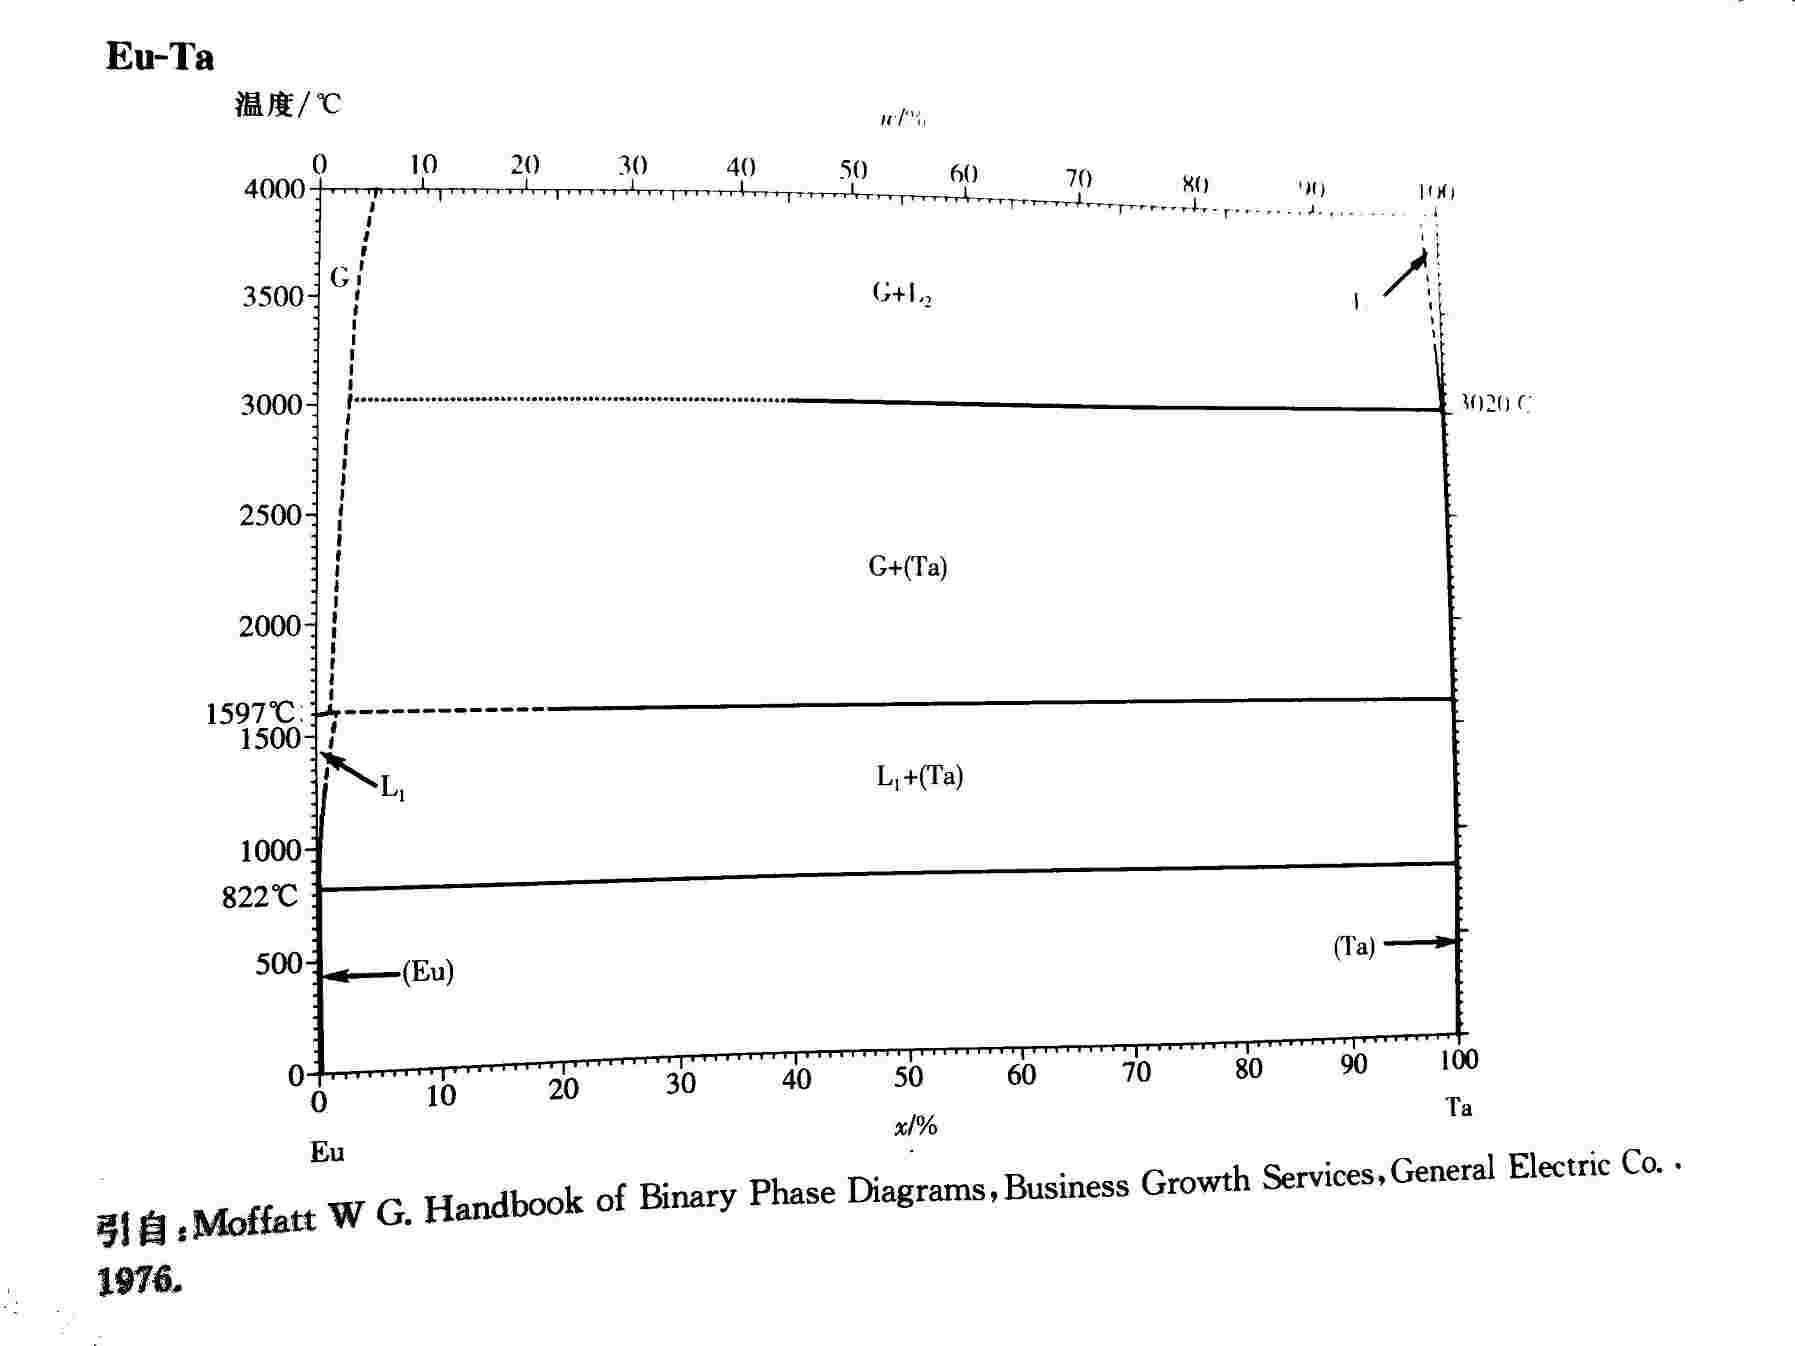 Eu-Ta
温度/℃
0 10 20 30 40 50 60 70 80 90 100
4000
G
3500
G+L₂
3000
3020
2500
G+(Ta)
2000
1597℃
1500
L₁
L₁+(Ta)
1000
822℃
(Ta)
500
(Eu)
0
0 10 20 30 40 50 60 70 80 90 100
x/%
Eu
Ta
引自:Moffatt W G. Handbook of Binary Phase Diagrams, Business Growth Services, General Electric Co. .
1976.